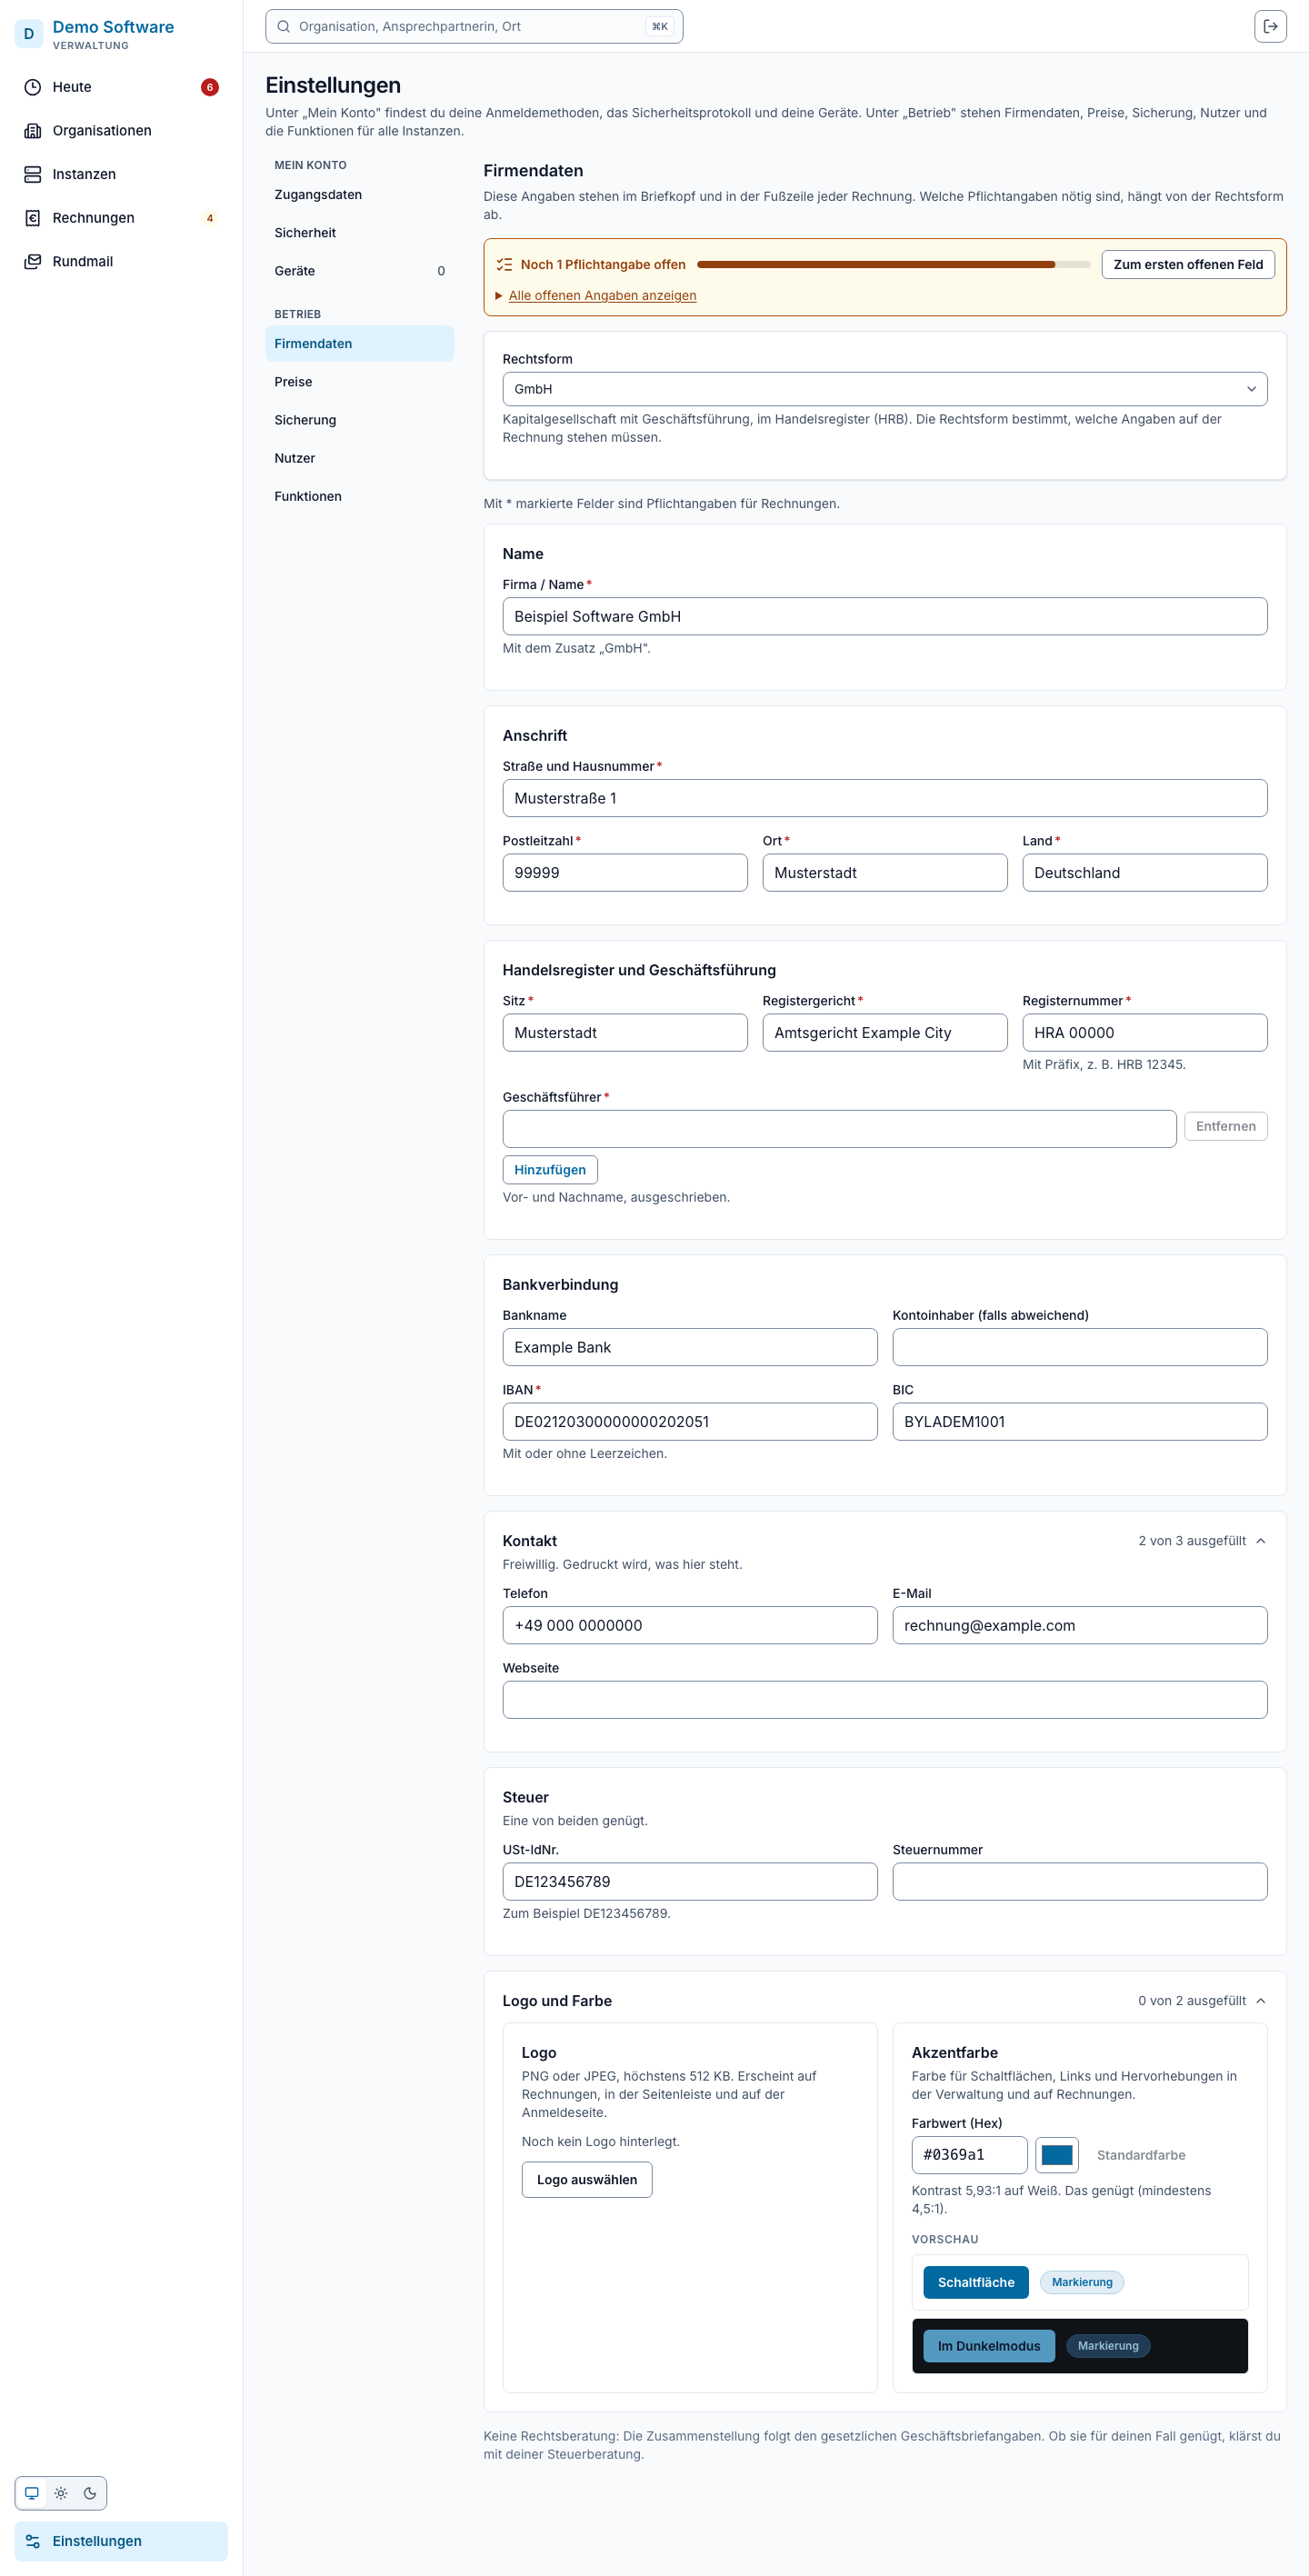 D
Demo Software
VERWALTUNG
Heute
6
Organisationen
Instanzen
Rechnungen
4
Rundmail
Organisation, Ansprechpartnerin, Ort
⌘K
Einstellungen
Unter „Mein Konto" findest du deine Anmeldemethoden, das Sicherheitsprotokoll und deine Geräte. Unter „Betrieb" stehen Firmendaten, Preise, Sicherung, Nutzer und
die Funktionen für alle Instanzen.
MEIN KONTO
Zugangsdaten
Sicherheit
Geräte
0
BETRIEB
Firmendaten
Preise
Sicherung
Nutzer
Funktionen
Firmendaten
Diese Angaben stehen im Briefkopf und in der Fußzeile jeder Rechnung. Welche Pflichtangaben nötig sind, hängt von der Rechtsform
ab.
Noch 1 Pflichtangabe offen
Zum ersten offenen Feld
Alle offenen Angaben anzeigen
Rechtsform
GmbH
Kapitalgesellschaft mit Geschäftsführung, im Handelsregister (HRB). Die Rechtsform bestimmt, welche Angaben auf der
Rechnung stehen müssen.
Mit * markierte Felder sind Pflichtangaben für Rechnungen.
Name
Firma / Name *
Beispiel Software GmbH
Mit dem Zusatz „GmbH".
Anschrift
Straße und Hausnummer *
Musterstraße 1
Postleitzahl * Ort * Land *
99999 Musterstadt Deutschland
Handelsregister und Geschäftsführung
Sitz * Registergericht * Registernummer *
Musterstadt Amtsgericht Example City HRA 00000
Mit Präfix, z. B. HRB 12345.
Geschäftsführer *
Entfernen
Hinzufügen
Vor- und Nachname, ausgeschrieben.
Bankverbindung
Bankname Kontoinhaber (falls abweichend)
Example Bank
IBAN * BIC
DE02120300000000202051 BYLADEM1001
Mit oder ohne Leerzeichen.
Kontakt
2 von 3 ausgefüllt
Freiwillig. Gedruckt wird, was hier steht.
Telefon E-Mail
+49 000 0000000 rechnung@example.com
Webseite
Steuer
Eine von beiden genügt.
USt-IdNr. Steuernummer
DE123456789
Zum Beispiel DE123456789.
Logo und Farbe
0 von 2 ausgefüllt
Logo
PNG oder JPEG, höchstens 512 KB. Erscheint auf
Rechnungen, in der Seitenleiste und auf der
Anmeldeseite.
Noch kein Logo hinterlegt.
Logo auswählen
Akzentfarbe
Farbe für Schaltflächen, Links und Hervorhebungen in
der Verwaltung und auf Rechnungen.
Farbwert (Hex)
#0369a1
Standardfarbe
Kontrast 5,93:1 auf Weiß. Das genügt (mindestens
4,5:1).
VORSCHAU
Schaltfläche
Markierung
Im Dunkelmodus
Markierung
Keine Rechtsberatung: Die Zusammenstellung folgt den gesetzlichen Geschäftsbriefangaben. Ob sie für deinen Fall genügt, klärst du
mit deiner Steuerberatung.
Einstellungen